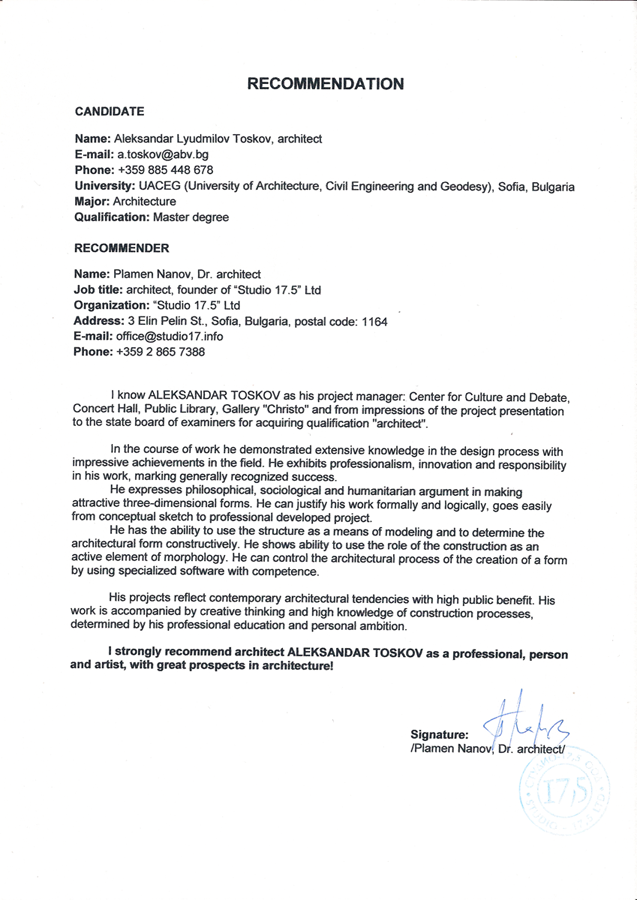 RECOMMENDATION
CANDIDATE
Name: Aleksandar Lyudmilov Toskov, architect
E-mail: a.toskov@abv.bg
Phone: +359 885 448 678
University: UACEG (University of Architecture, Civil Engineering and Geodesy), Sofia, Bulgaria
Major: Architecture
Qualification: Master degree
RECOMMENDER
Name: Plamen Nanov, Dr. architect
Job title: architect, founder of “Studio 17.5” Ltd
Organization: “Studio 17.5” Ltd
Address: 3 Elin Pelin St., Sofia, Bulgaria, postal code: 1164
E-mail: office@studio17.info
Phone: +359 2 865 7388
I know ALEKSANDAR TOSKOV as his project manager: Center for Culture and Debate,
Concert Hall, Public Library, Gallery "Christo" and from impressions of the project presentation
to the state board of examiners for acquiring qualification "architect".
In the course of work he demonstrated extensive knowledge in the design process with
impressive achievements in the field. He exhibits professionalism, innovation and responsibility
in his work, marking generally recognized success.
He expresses philosophical, sociological and humanitarian argument in making
attractive three-dimensional forms. He can justify his work formally and logically, goes easily
from conceptual sketch to professional developed project.
He has the ability to use the structure as a means of modeling and to determine the
architectural form constructively. He shows ability to use the role of the construction as an
active element of morphology. He can control the architectural process of the creation of a form
by using specialized software with competence.
His projects reflect contemporary architectural tendencies with high public benefit. His
work is accompanied by creative thinking and high knowledge of construction processes,
determined by his professional education and personal ambition.
I strongly recommend architect ALEKSANDAR TOSKOV as a professional, person
and artist, with great prospects in architecture!
Signature:
/Plamen Nanov, Dr. architect/
17,5